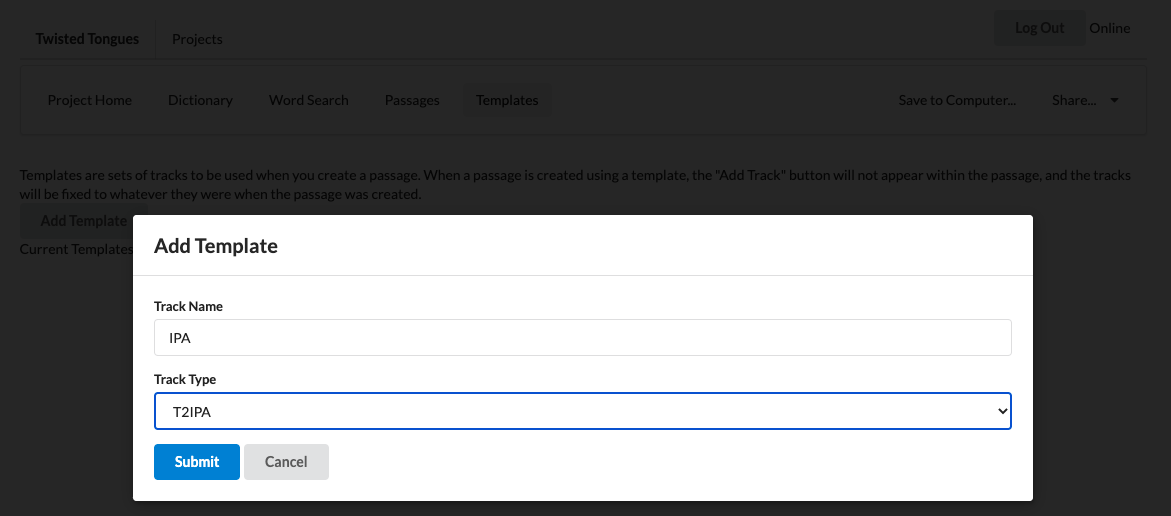 Twisted Tongues Projects Log Out Online
Project Home Dictionary Word Search Passages Templates Save to Computer... Share...
Templates are sets of tracks to be used when you create a passage. When a passage is created using a template, the "Add Track" button will not appear within the passage, and the tracks
will be fixed to whatever they were when the passage was created.
Add Template
Current Templates
Add Template
Track Name
IPA
Track Type
T2IPA
Submit Cancel